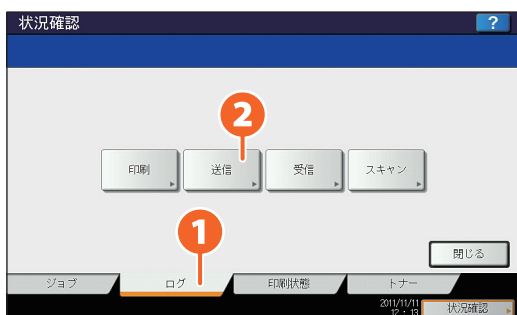 状況確認 ?
2
印刷 送信 受信 スキャン
1
閉じる
ジョブ ログ 印刷状態 トナー
2011/11/11
12 : 13
状況確認